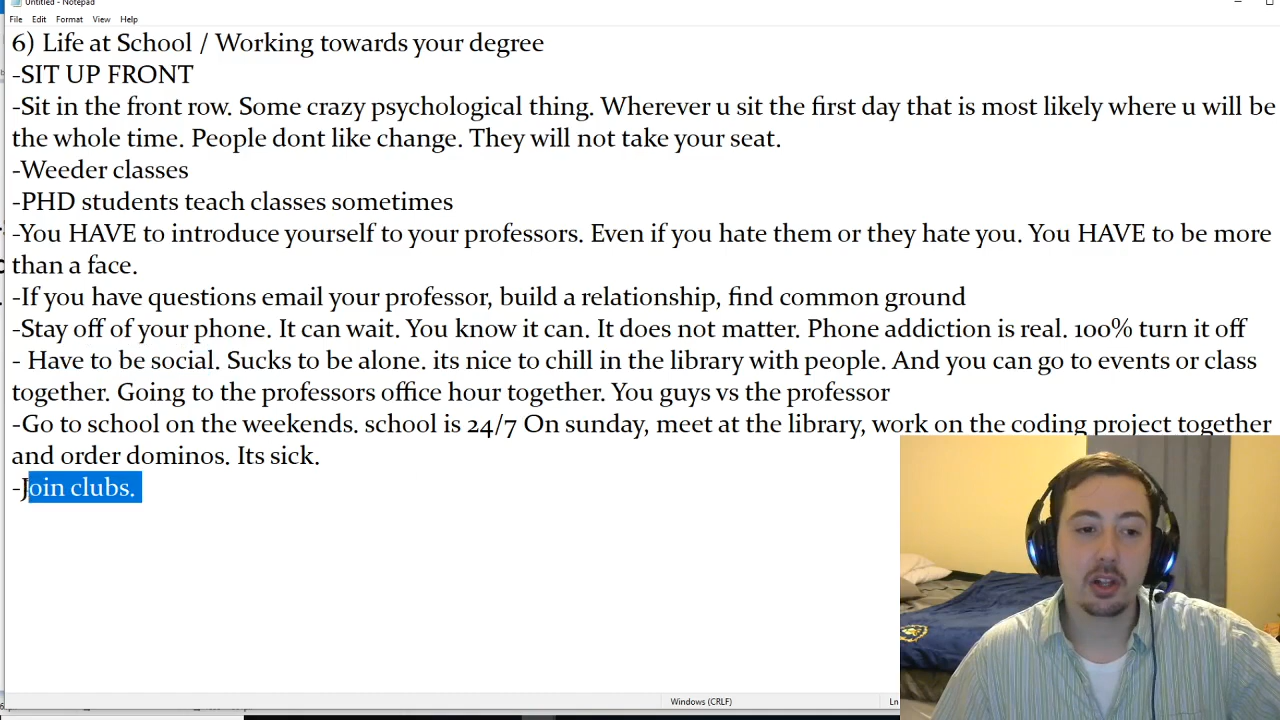 Untitled - Notepad
File Edit Format View Help
6) Life at School / Working towards your degree
-SIT UP FRONT
-Sit in the front row. Some crazy psychological thing. Wherever u sit the first day that is most likely where u will be
the whole time. People dont like change. They will not take your seat.
-Weeder classes
-PHD students teach classes sometimes
-You HAVE to introduce yourself to your professors. Even if you hate them or they hate you. You HAVE to be more
than a face.
-If you have questions email your professor, build a relationship, find common ground
-Stay off of your phone. It can wait. You know it can. It does not matter. Phone addiction is real. 100% turn it off
- Have to be social. Sucks to be alone. its nice to chill in the library with people. And you can go to events or class
together. Going to the professors office hour together. You guys vs the professor
-Go to school on the weekends. school is 24/7 On sunday, meet at the library, work on the coding project together
and order dominos. Its sick.
-Join clubs.
Windows (CRLF) Ln